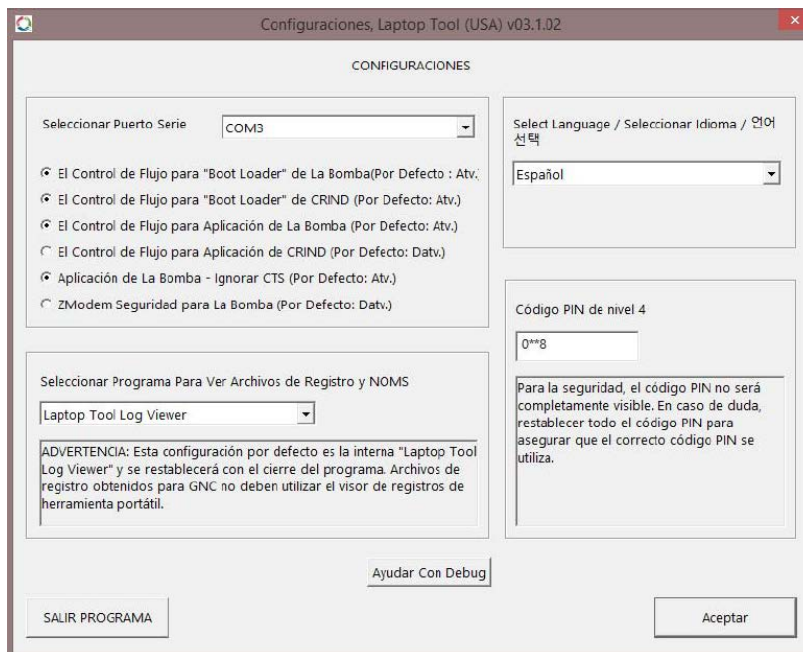 Configuraciones, Laptop Tool (USA) v03.1.02
CONFIGURACIONES
Seleccionar Puerto Serie
COM3
El Control de Flujo para "Boot Loader" de La Bomba(Por Defecto : Atv.)
El Control de Flujo para "Boot Loader" de CRIND (Por Defecto: Atv.)
El Control de Flujo para Aplicación de La Bomba (Por Defecto: Atv.)
El Control de Flujo para Aplicación de CRIND (Por Defecto: Datv.)
Aplicación de La Bomba - Ignorar CTS (Por Defecto: Atv.)
ZModem Seguridad para La Bomba (Por Defecto: Datv.)
Select Language / Seleccionar Idioma / 언어
선택
Español
Código PIN de nivel 4
0**8
Para la seguridad, el código PIN no será
completamente visible. En caso de duda,
restablecer todo el código PIN para
asegurar que el correcto código PIN se
utiliza.
Seleccionar Programa Para Ver Archivos de Registro y NOMS
Laptop Tool Log Viewer
ADVERTENCIA: Esta configuración por defecto es la interna "Laptop Tool
Log Viewer" y se restablecerá con el cierre del programa. Archivos de
registro obtenidos para GNC no deben utilizar el visor de registros de
herramienta portátil.
Ayudar Con Debug
SALIR PROGRAMA
Aceptar